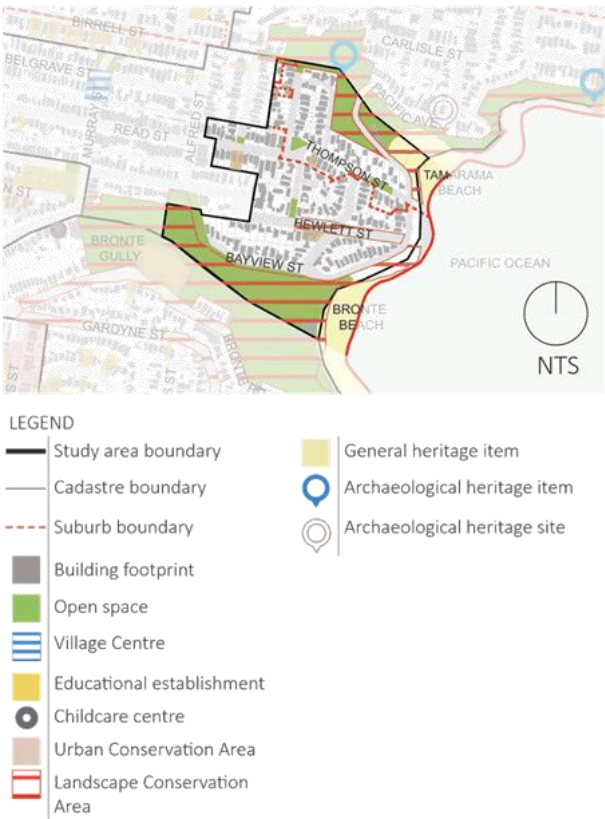 BIRRELL ST
CARLISLE ST
BELGRAVE ST
MURRAY ST
ALFRED ST
READ ST
PACIFIC AVE
THOMPSON ST
TAMARAMA
BEACH
HEWLETT ST
BRONTE
GULLY
BAYVIEW ST
PACIFIC OCEAN
BRONTE
BEACH
GARDYNE ST
NTS
LEGEND
Study area boundary
Cadastre boundary
Suburb boundary
Building footprint
Open space
Village Centre
Educational establishment
Childcare centre
Urban Conservation Area
Landscape Conservation
Area
General heritage item
Archaeological heritage item
Archaeological heritage site